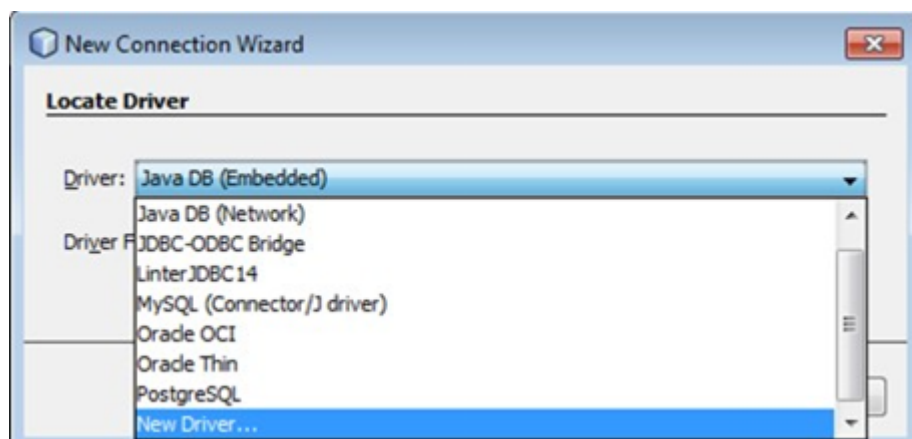 New Connection Wizard
Locate Driver
Driver: Java DB (Embedded)
Java DB (Network)
Driver F JDBC-ODBC Bridge
LinterJDBC14
MySQL (Connector/J driver)
Oracle OCI
Oracle Thin
PostgreSQL
New Driver...